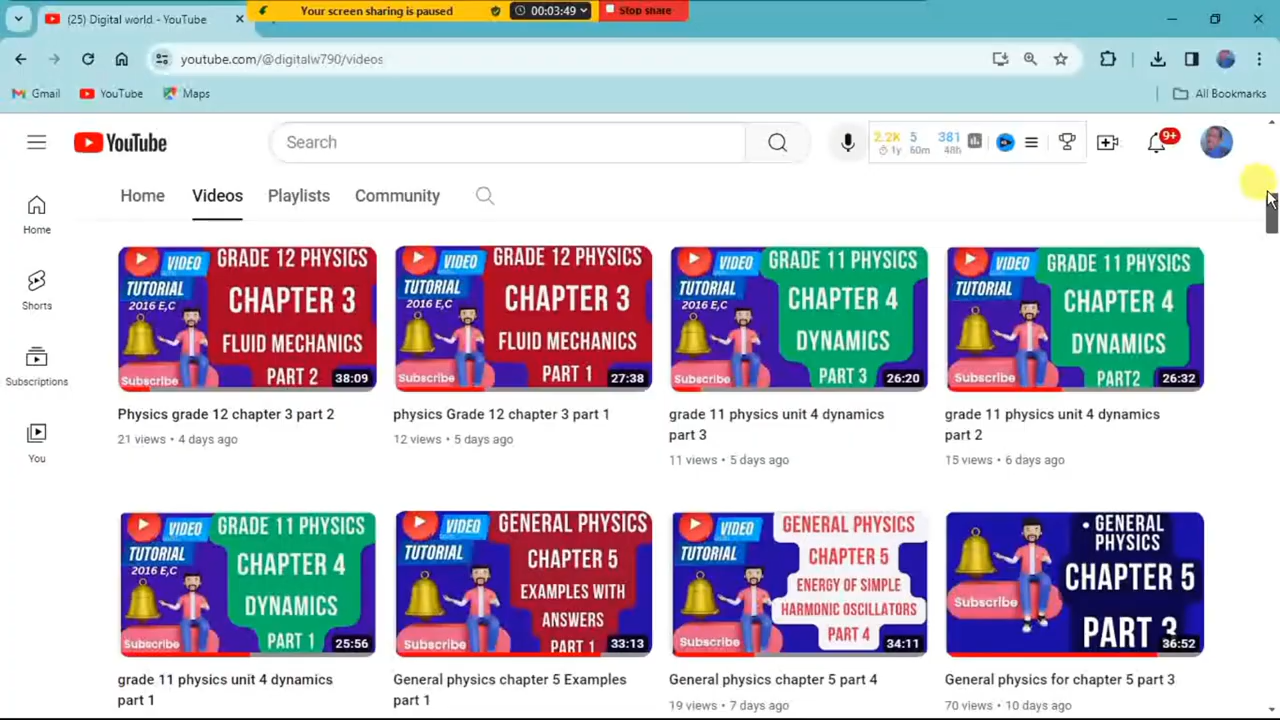 (25) Digital world. - YouTube
Your screen sharing is paused
00:03:49
Stop share
youtube.com/@digitalw790/videos
Gmail
YouTube
Maps
All Bookmarks
YouTube
Search
2.2K 5 381
1y 60m 48h
9+
Home
Videos
Playlists
Community
Home
Shorts
Subscriptions
You
VIDEO
GRADE 12 PHYSICS
TUTORIAL
2016 E,C
CHAPTER 3
FLUID MECHANICS
PART 2
Subscribe
38:09
Physics grade 12 chapter 3 part 2
21 views • 4 days ago
VIDEO
GRADE 12 PHYSICS
TUTORIAL
2016 E,C
CHAPTER 3
FLUID MECHANICS
PART 1
Subscribe
27:38
physics Grade 12 chapter 3 part 1
12 views • 5 days ago
VIDEO
GRADE 11 PHYSICS
TUTORIAL
2016 E,C
CHAPTER 4
DYNAMICS
PART 3
Subscribe
26:20
grade 11 physics unit 4 dynamics
part 3
11 views • 5 days ago
VIDEO
GRADE 11 PHYSICS
TUTORIAL
CHAPTER 4
DYNAMICS
PART2
Subscribe
26:32
grade 11 physics unit 4 dynamics
part 2
15 views • 6 days ago
VIDEO
GRADE 11 PHYSICS
TUTORIAL
2016 E,C
CHAPTER 4
DYNAMICS
PART 1
Subscribe
25:56
grade 11 physics unit 4 dynamics
part 1
VIDEO
GENERAL PHYSICS
TUTORIAL
CHAPTER 5
EXAMPLES WITH
ANSWERS
PART 1
Subscribe
33:13
General physics chapter 5 Examples
part 1
VIDEO
GENERAL PHYSICS
TUTORIAL
CHAPTER 5
ENERGY OF SIMPLE
HARMONIC OSCILLATORS
PART 4
Subscribe
34:11
General physics chapter 5 part 4
19 views • 7 days ago
• GENERAL
PHYSICS
CHAPTER 5
PART 3
Subscribe
36:52
General physics for chapter 5 part 3
70 views • 10 days ago